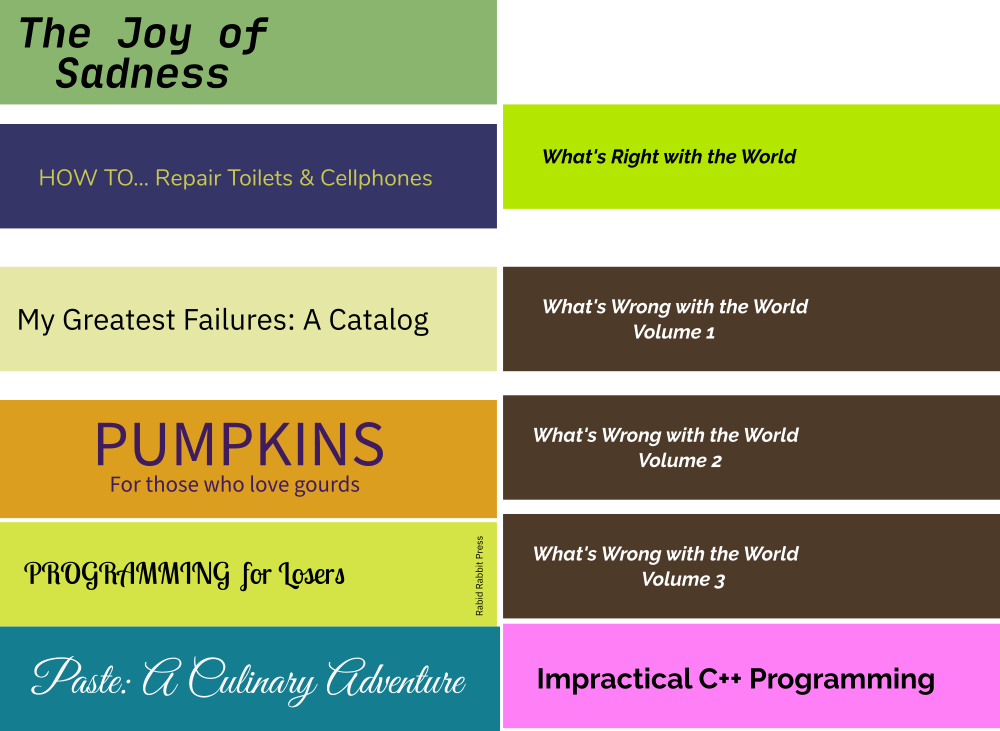 The Joy of
Sadness
HOW TO... Repair Toilets & Cellphones
My Greatest Failures: A Catalog
PUMPKINS
For those who love gourds
PROGRAMMING for Losers
Rabid Rabbit Press
Paste: A Culinary Adventure
What's Right with the World
What's Wrong with the World
Volume 1
What's Wrong with the World
Volume 2
What's Wrong with the World
Volume 3
Impractical C++ Programming